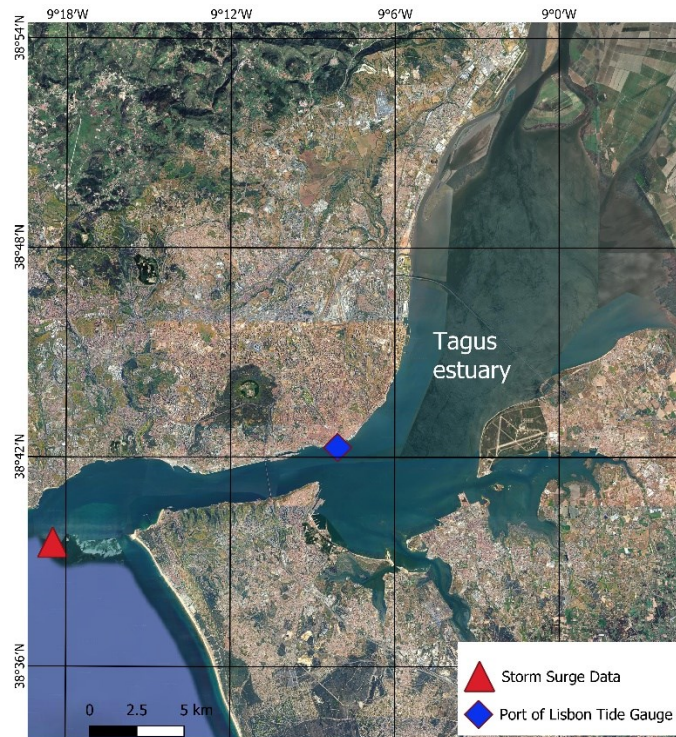 9°18'W 9°12'W 9°6'W 9°0'W
38°54'N
38°48'N
38°42'N
38°36'N
Tagus
estuary
Storm Surge Data
Port of Lisbon Tide Gauge
0 2.5 5 km